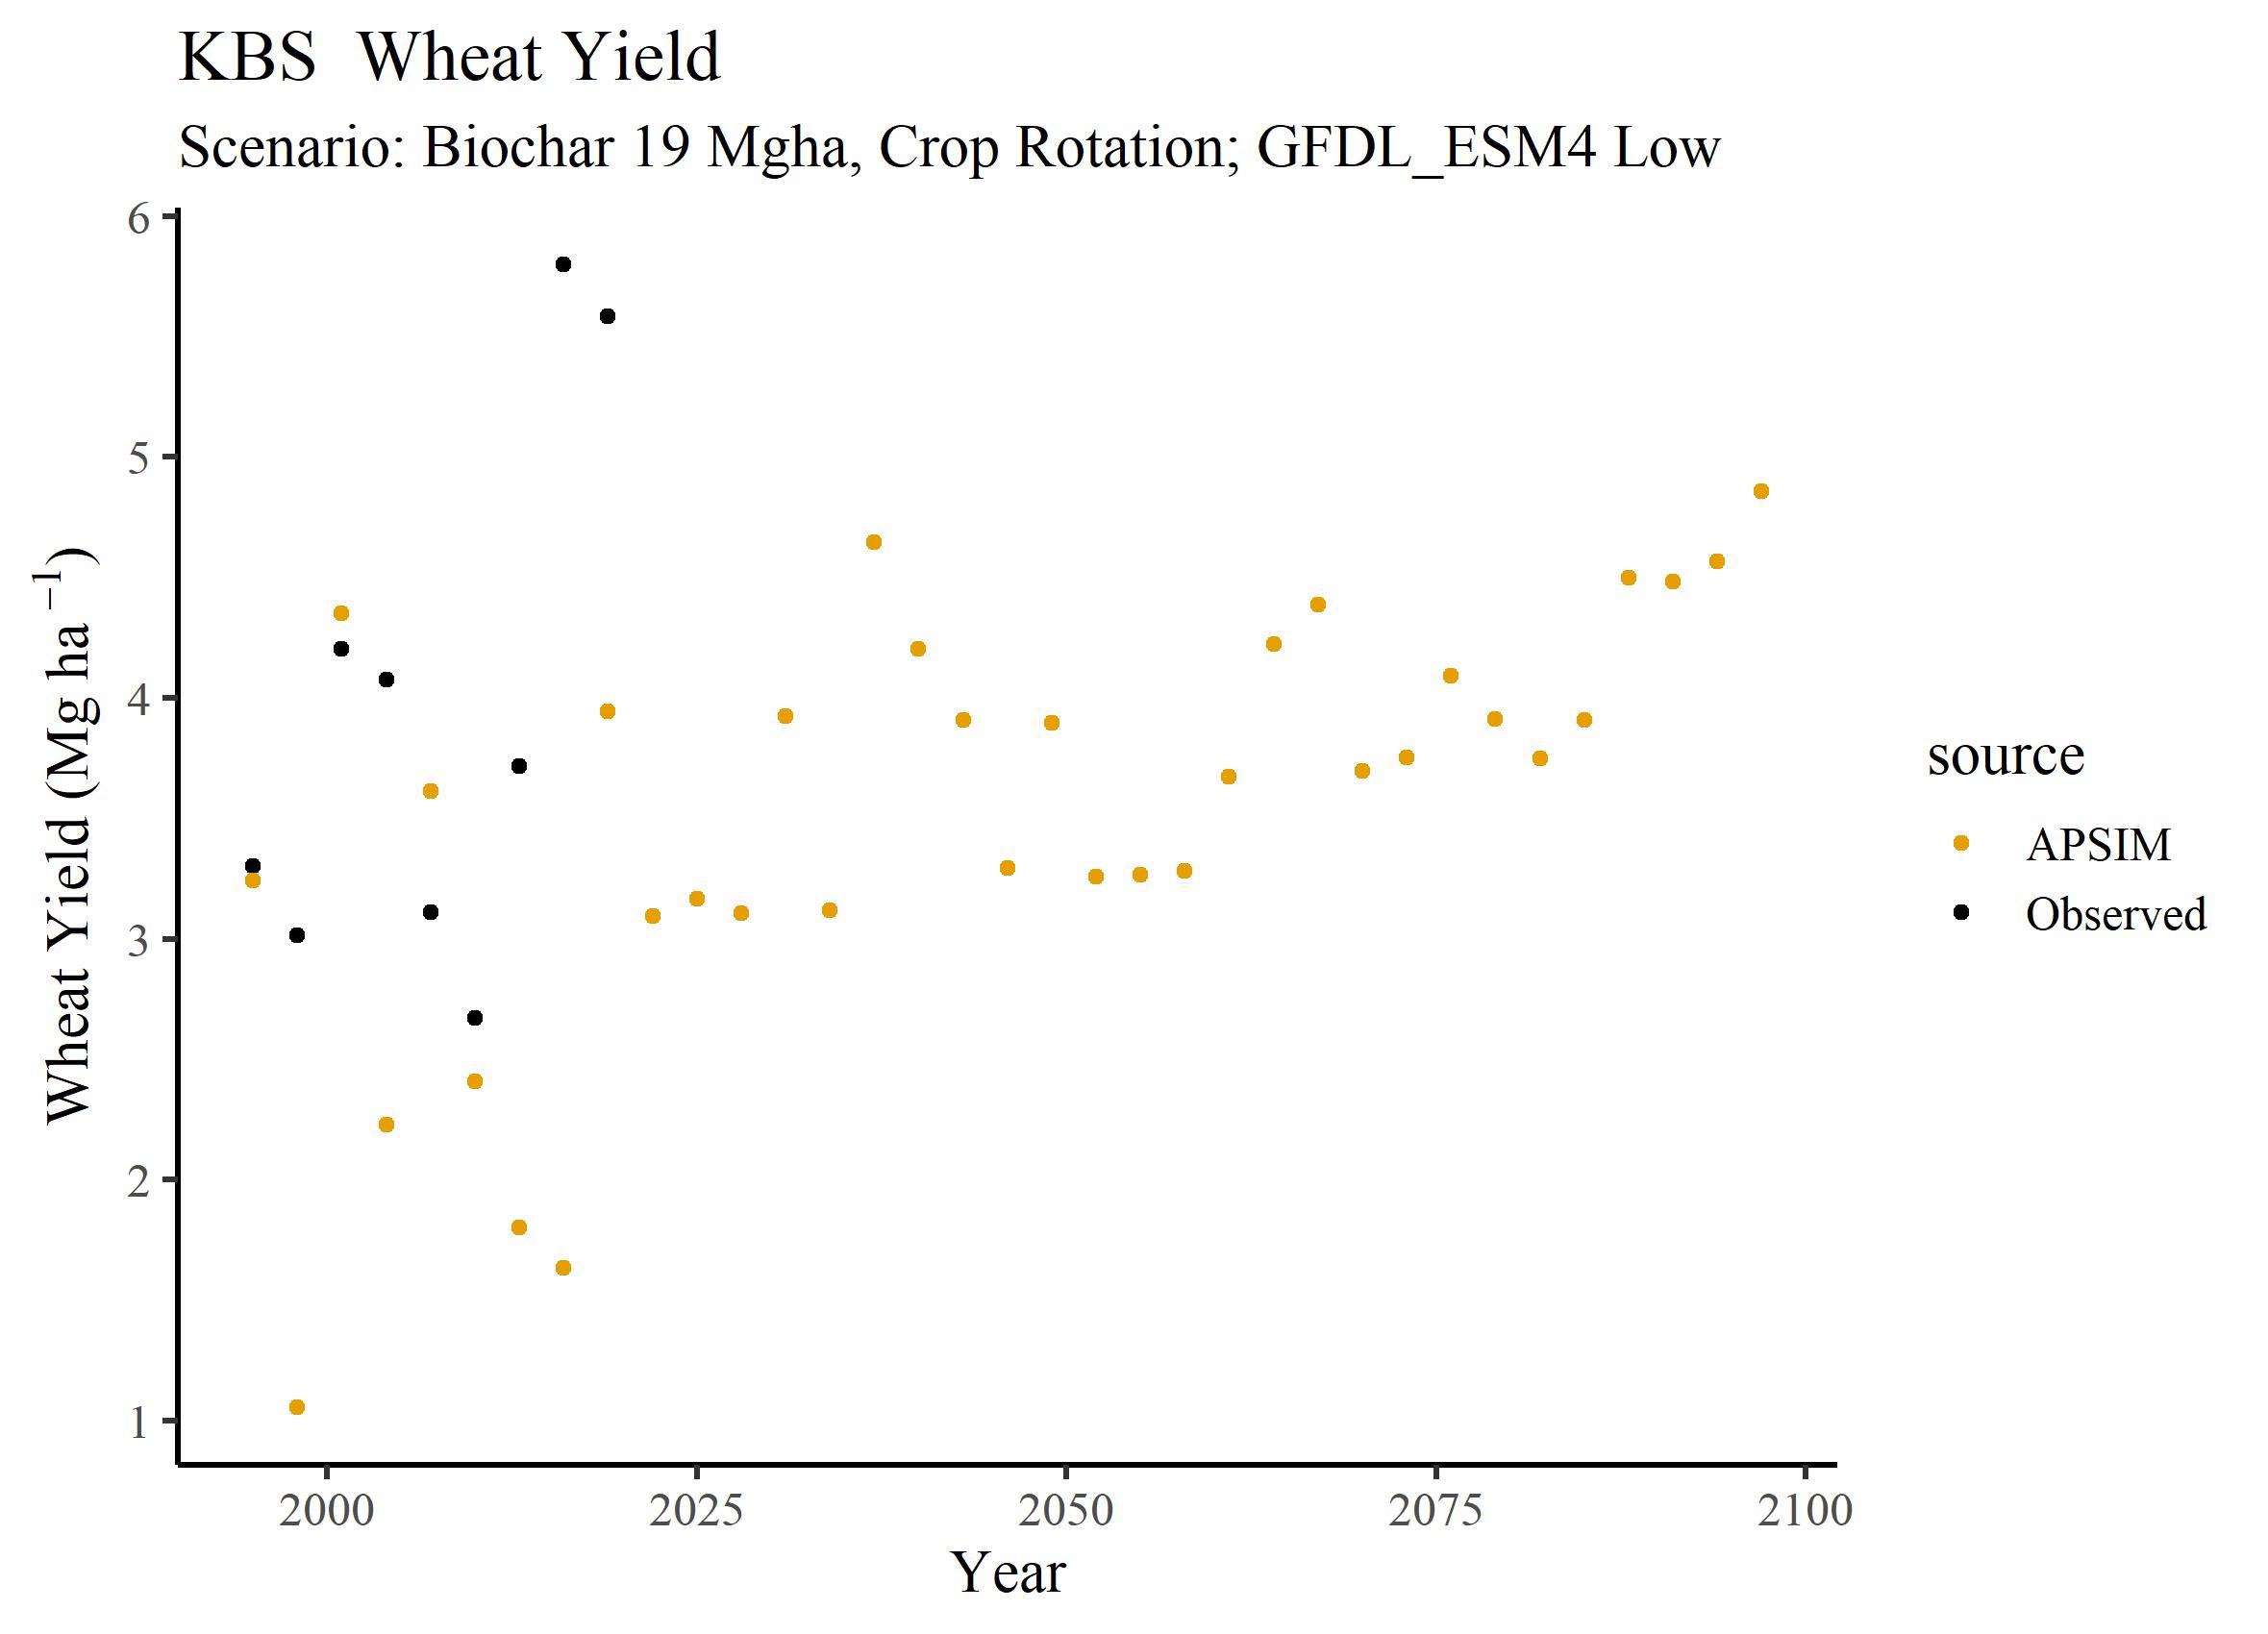 KBS  Wheat Yield
Scenario: Biochar 19 Mgha, Crop Rotation; GFDL_ESM4 Low
6
5
4
3
2
1
Wheat Yield (Mg ha⁻¹)
2000 2025 2050 2075 2100
Year
source
APSIM
Observed